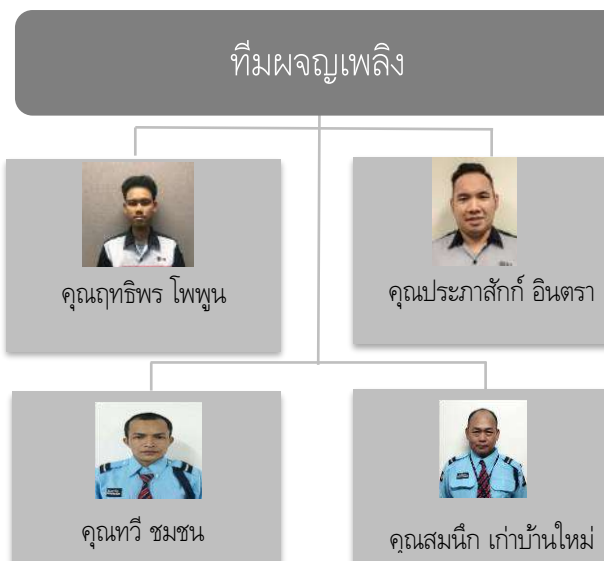 ทีมผจญเพลิง
คุณฤทธิพร โพพูน
คุณประภาสักก์ อินตรา
คุณทวี ชมชน
คุณสมนึก เก่าบ้านใหม่